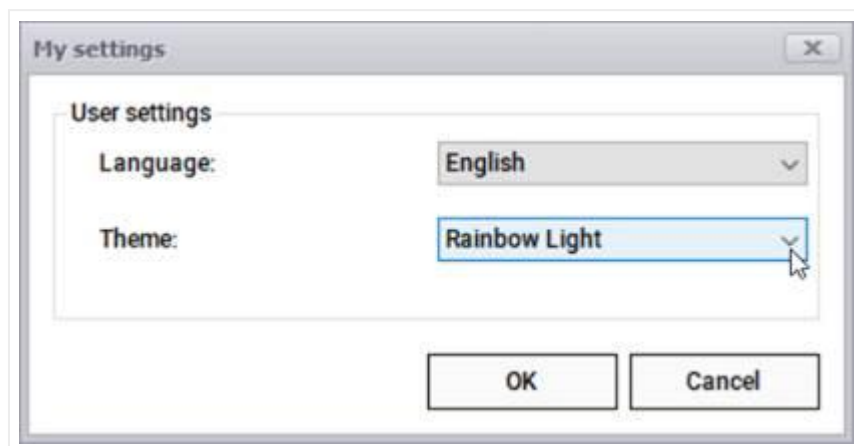 My settings
User settings
Language: English
Theme: Rainbow Light
OK Cancel